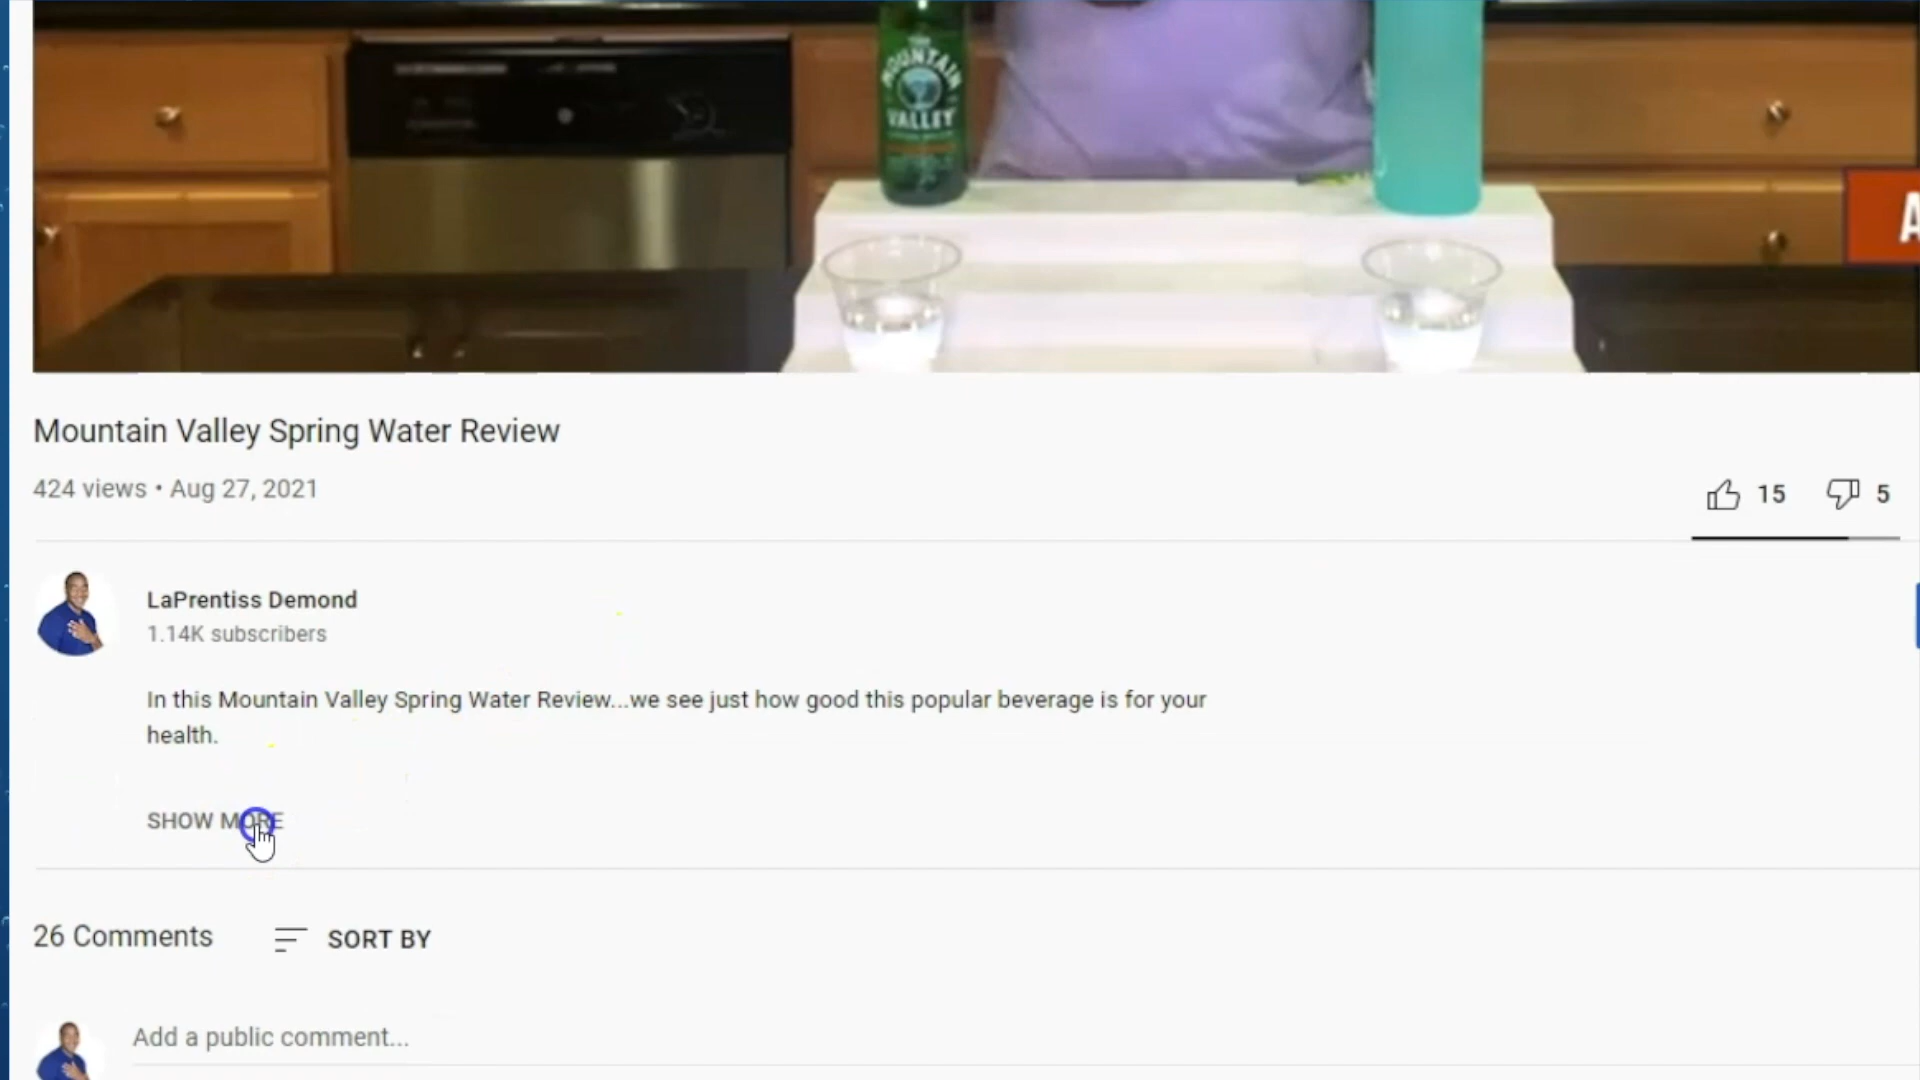 MOUNTAIN
VALLEY
Mountain Valley Spring Water Review
424 views • Aug 27, 2021
15
5
LaPrentiss Demond
1.14K subscribers
In this Mountain Valley Spring Water Review...we see just how good this popular beverage is for your
health.
SHOW MORE
26 Comments
SORT BY
Add a public comment...